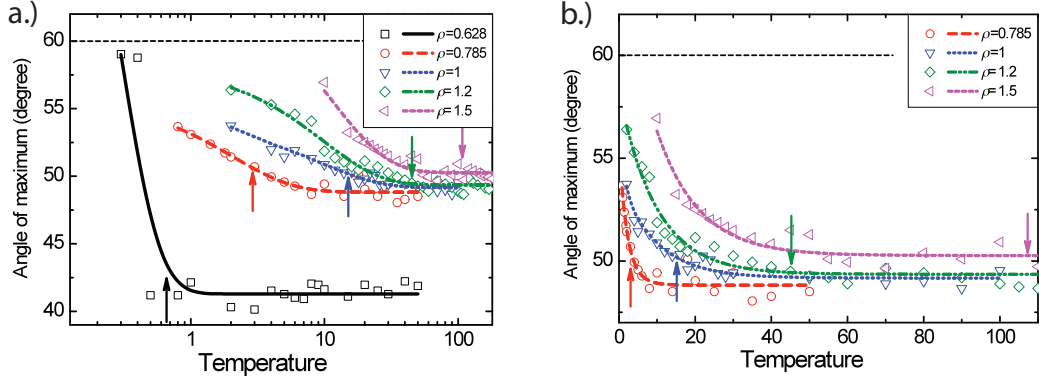 a.)
60
55
50
45
40
Angle of maximum (degree)
1
10
100
Temperature
ρ=0.628
ρ=0.785
ρ=1
ρ=1.2
ρ=1.5
b.)
60
55
50
Angle of maximum (degree)
0
20
40
60
80
100
Temperature
ρ=0.785
ρ=1
ρ=1.2
ρ=1.5